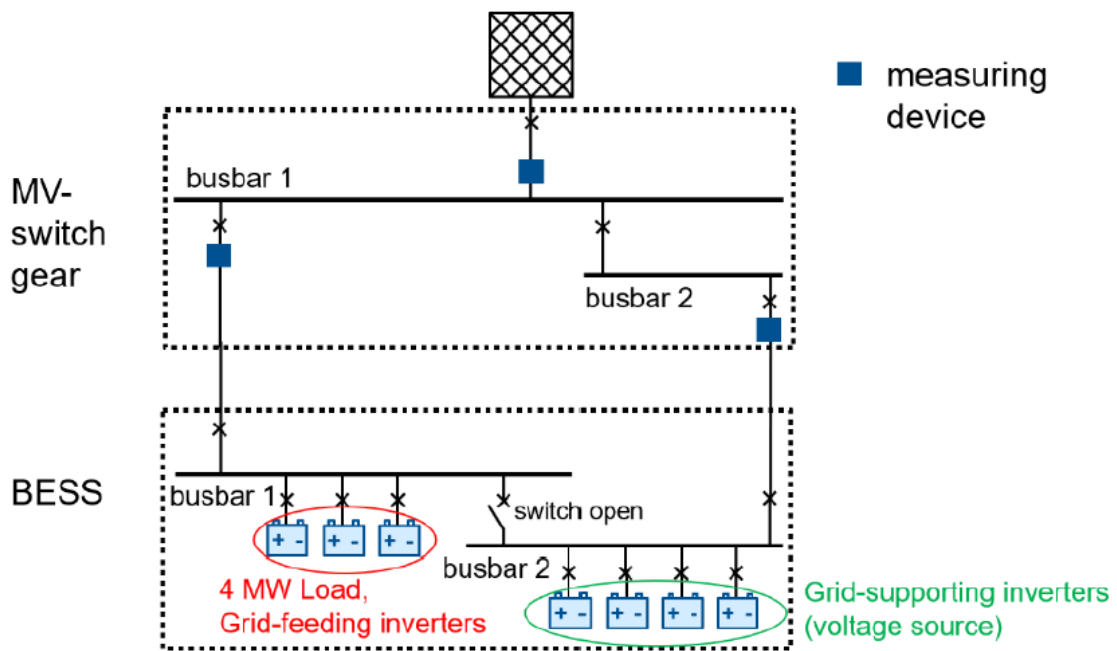 measuring
device
MV-
switch
gear
busbar 1
busbar 2
BESS
busbar 1
switch open
busbar 2
4 MW Load,
Grid-feeding inverters
Grid-supporting inverters
(voltage source)
+ -
+ -
+ -
+ -
+ -
+ -
+ -